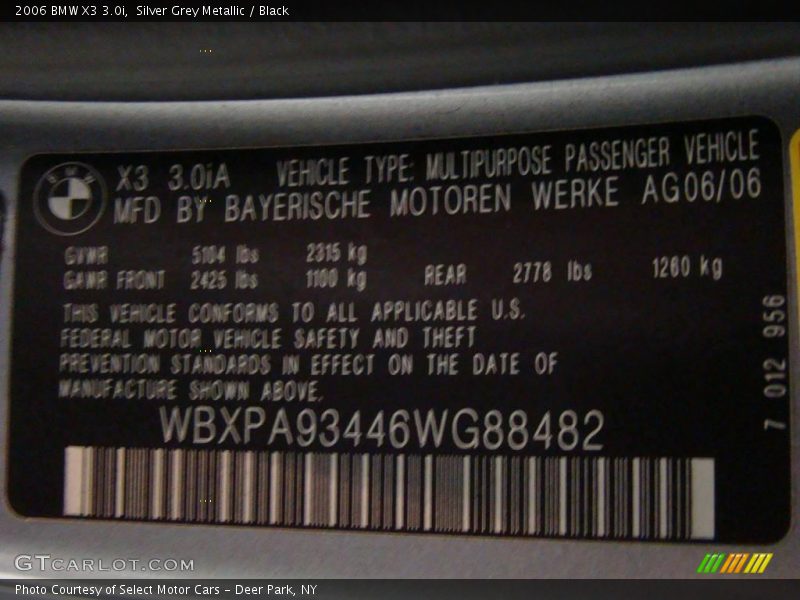 2006 BMW X3 3.0i, Silver Grey Metallic / Black
BMW
X3 3.0iA VEHICLE TYPE: MULTIPURPOSE PASSENGER VEHICLE
MFD BY BAYERISCHE MOTOREN WERKE AG06/06
GVWR 5104 lbs 2315 kg
GAWR FRONT 2425 lbs 1100 kg REAR 2778 lbs 1260 kg
THIS VEHICLE CONFORMS TO ALL APPLICABLE U.S.
FEDERAL MOTOR VEHICLE SAFETY AND THEFT
PREVENTION STANDARDS IN EFFECT ON THE DATE OF
MANUFACTURE SHOWN ABOVE.
WBXPA93446WG88482
7 012 956
GTCARLOT.COM
Photo Courtesy of Select Motor Cars - Deer Park, NY